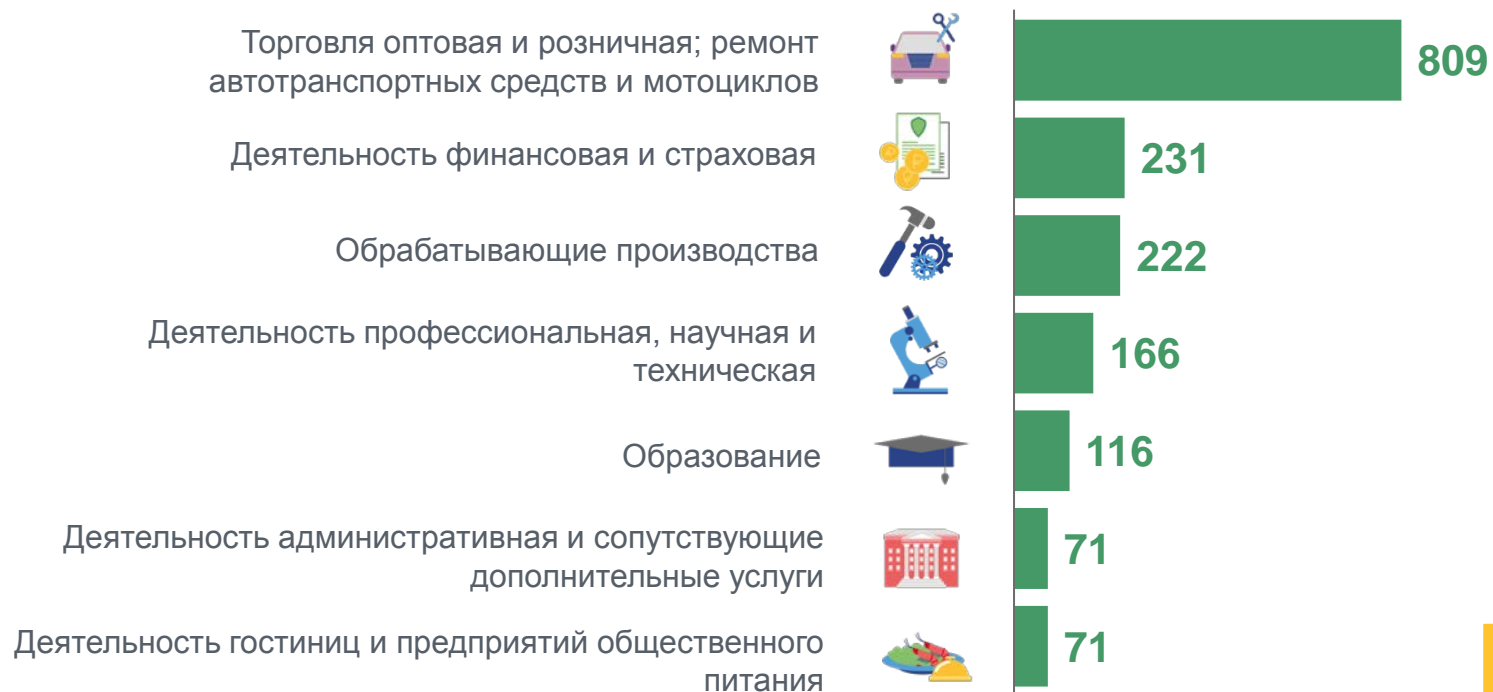 Торговля оптовая и розничная; ремонт
автотранспортных средств и мотоциклов
809
Деятельность финансовая и страховая
231
Обрабатывающие производства
222
Деятельность профессиональная, научная и
техническая
166
Образование
116
Деятельность административная и сопутствующие
дополнительные услуги
71
Деятельность гостиниц и предприятий общественного
питания
71